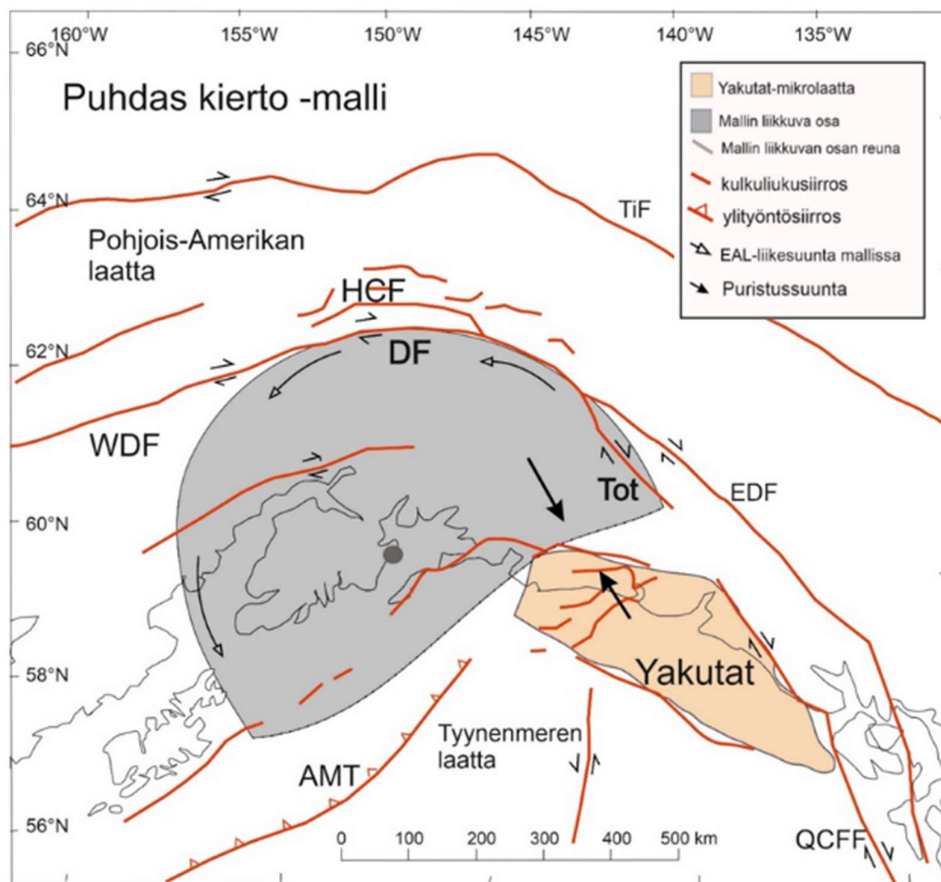 160°W 155°W 150°W 145°W 140°W 135°W
66°N
Puhdas kierto -malli
Yakutat-mikrolaatta
Mallin liikkuva osa
Mallin liikkuvan osan reuna
kulkuliukusiirros
ylityöntösiirros
EAL-liikesuunta mallissa
Puristussuunta
64°N
TiF
Pohjois-Amerikan
laatta
HCF
62°N
DF
WDF
Tot
EDF
60°N
58°N
Yakutat
Tyynenmeren
laatta
AMT
56°N
0 100 200 300 400 500 km
QCFF